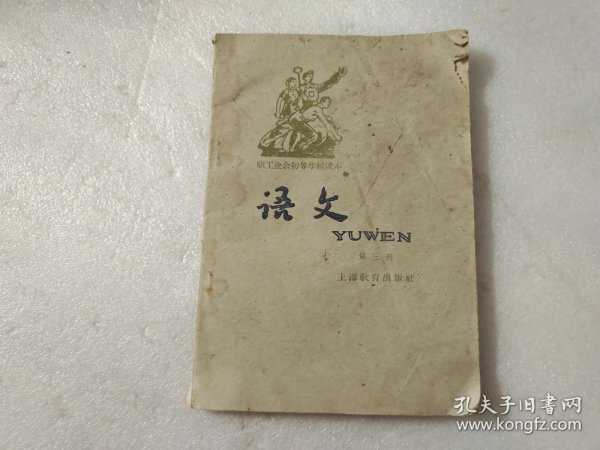 职工业余初等学校课本
语文
YUWEN
第三册
上海教育出版社
孔夫子旧书网
www.kongfz.com